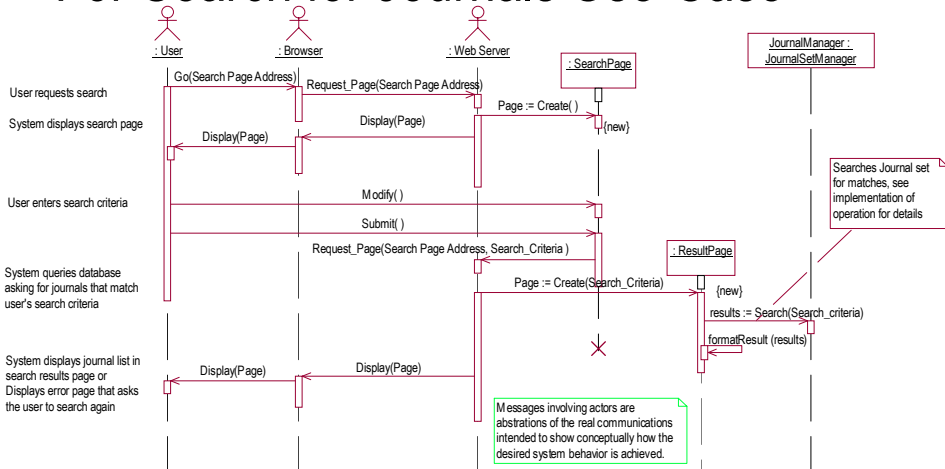 For Search for Journals Use Case
: User
: Browser
: Web Server
: SearchPage
JournalManager :
JournalSetManager
Go(Search Page Address)
User requests search
Request_Page(Search Page Address)
Page := Create( )
{new}
System displays search page
Display(Page)
Display(Page)
Searches Journal set
for matches, see
implementation of
operation for details
User enters search criteria
Modify( )
Submit( )
Request_Page(Search Page Address, Search_Criteria )
: ResultPage
System queries database
asking for journals that match
user's search criteria
Page := Create(Search_Criteria)
{new}
results := Search(Search_criteria)
formatResult (results)
System displays journal list in
search results page or
Displays error page that asks
the user to search again
Display(Page)
Display(Page)
Messages involving actors are
abstrations of the real communications
intended to show conceptually how the
desired system behavior is achieved.